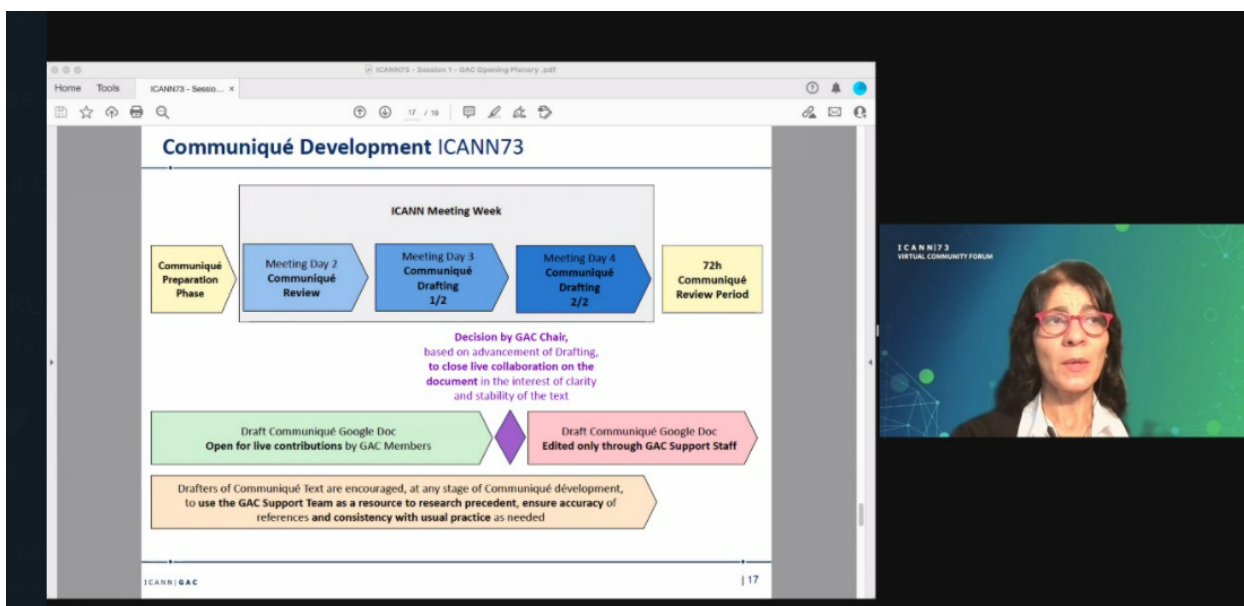 ICANN73 - Session 1 - GAC Opening Plenary .pdf
Home Tools ICANN73 - Sessio... ×
17 / 19
Communiqué Development ICANN73
ICANN Meeting Week
Communiqué
Preparation
Phase
Meeting Day 2
Communiqué
Review
Meeting Day 3
Communiqué
Drafting
1/2
Meeting Day 4
Communiqué
Drafting
2/2
72h
Communiqué
Review Period
Decision by GAC Chair,
based on advancement of Drafting,
to close live collaboration on the
document in the interest of clarity
and stability of the text
Draft Communiqué Google Doc
Open for live contributions by GAC Members
Draft Communiqué Google Doc
Edited only through GAC Support Staff
Drafters of Communiqué Text are encouraged, at any stage of Communiqué dévelopment,
to use the GAC Support Team as a resource to research precedent, ensure accuracy of
references and consistency with usual practice as needed
ICANN|GAC
| 17
ICANN|73
VIRTUAL COMMUNITY FORUM